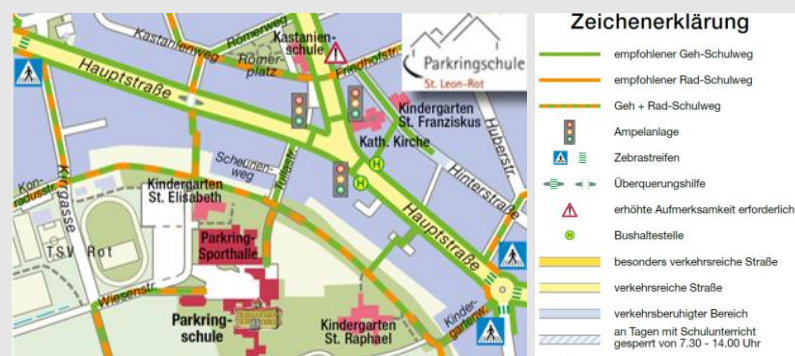 Kastanienweg
Römerweg
Kastanien-
schule
Römer-
platz
Friedhofstr.
Parkringschule
St. Leon-Rot
Hauptstraße
Kindergarten
St. Franziskus
Kath. Kirche
Huberstr.
Hinterstraße
Scheunen-
weg
Tullastr.
H
H
Kon-
radusstr.
Kirrgasse
Kindergarten
St. Elisabeth
Hauptstraße
TSV Rot
Parkring-
Sporthalle
Wiesenstr.
Parkring-
schule
Kindergarten
St. Raphael
Kinder-
gartenw.
Zeichenerklärung
empfohlener Geh-Schulweg
empfohlener Rad-Schulweg
Geh + Rad-Schulweg
Ampelanlage
Zebrastreifen
Überquerungshilfe
erhöhte Aufmerksamkeit erforderlich
H
Bushaltestelle
besonders verkehrsreiche Straße
verkehrsreiche Straße
verkehrsberuhigter Bereich
an Tagen mit Schulunterricht
gesperrt von 7.30 - 14.00 Uhr